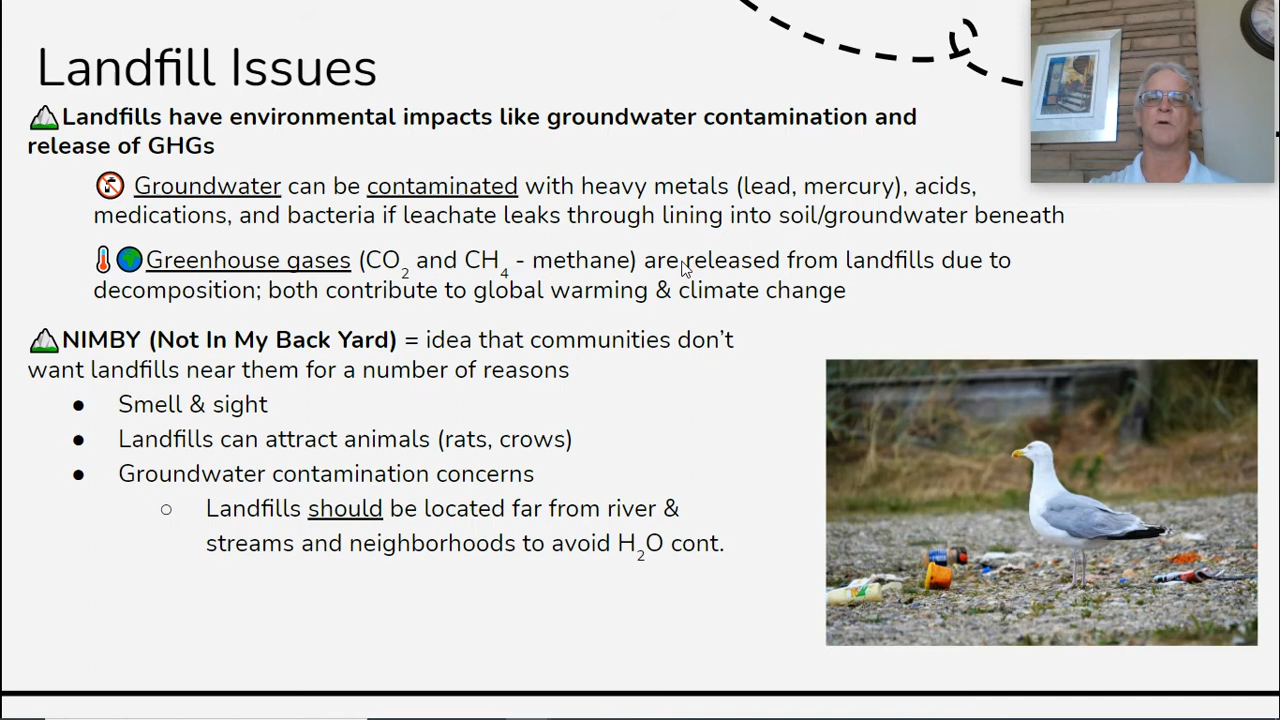 Landfill Issues
Landfills have environmental impacts like groundwater contamination and
release of GHGs
Groundwater can be contaminated with heavy metals (lead, mercury), acids,
medications, and bacteria if leachate leaks through lining into soil/groundwater beneath
Greenhouse gases (CO2 and CH4 - methane) are released from landfills due to
decomposition; both contribute to global warming & climate change
NIMBY (Not In My Back Yard) = idea that communities don't
want landfills near them for a number of reasons
● Smell & sight
● Landfills can attract animals (rats, crows)
● Groundwater contamination concerns
○ Landfills should be located far from river &
streams and neighborhoods to avoid H2O cont.